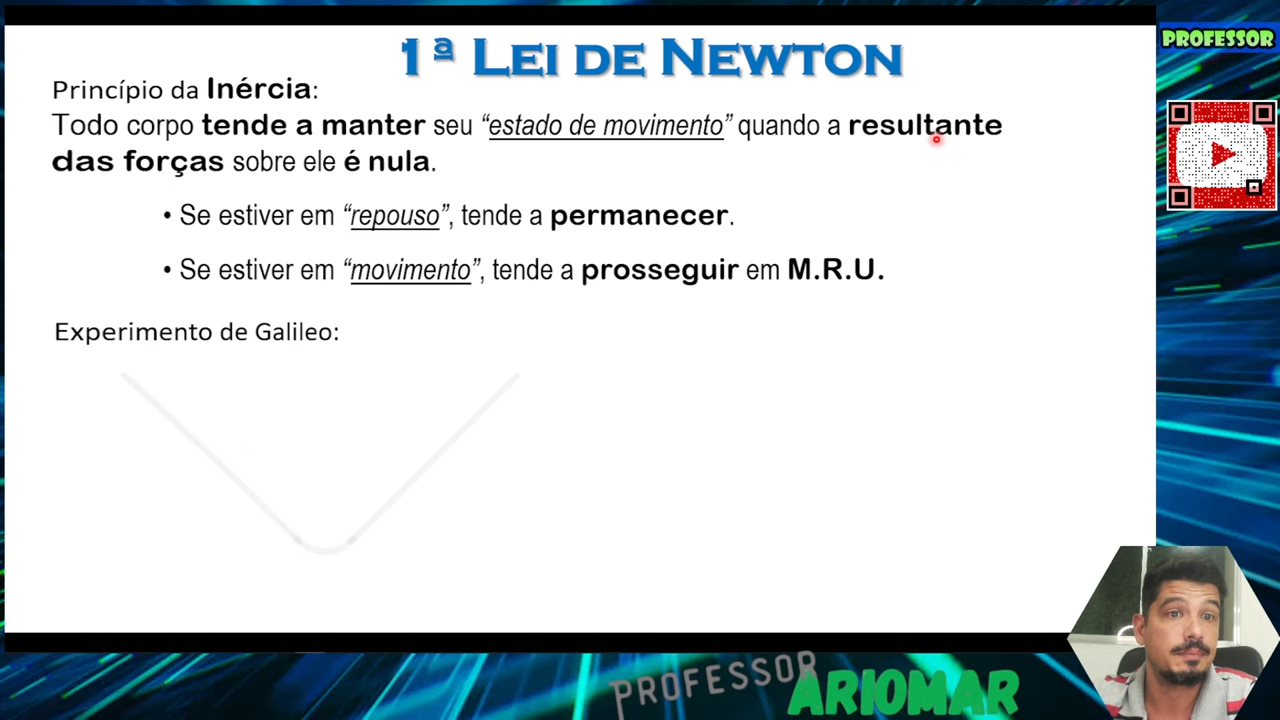 1ª LEI DE NEWTON
PROFESSOR
Princípio da Inércia:
Todo corpo tende a manter seu “estado de movimento” quando a resultante
das forças sobre ele é nula.
• Se estiver em “repouso”, tende a permanecer.
• Se estiver em “movimento”, tende a prosseguir em M.R.U.
Experimento de Galileo:
PROFESSOR
ARIOMAR